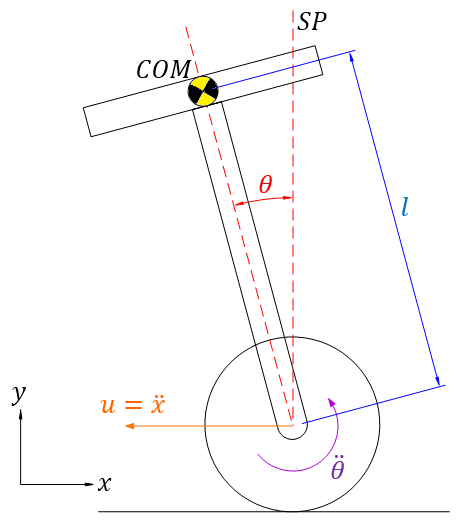 SP
COM
θ
l
y
u = ẍ
θ̈
x